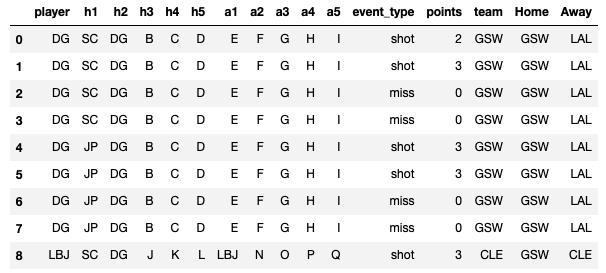 player h1 h2 h3 h4 h5 a1 a2 a3 a4 a5 event_type points team Home Away
0 DG SC DG B C D E F G H I shot 2 GSW GSW LAL
1 DG SC DG B C D E F G H I shot 3 GSW GSW LAL
2 DG SC DG B C D E F G H I miss 0 GSW GSW LAL
3 DG SC DG B C D E F G H I miss 0 GSW GSW LAL
4 DG JP DG B C D E F G H I shot 3 GSW GSW LAL
5 DG JP DG B C D E F G H I shot 3 GSW GSW LAL
6 DG JP DG B C D E F G H I miss 0 GSW GSW LAL
7 DG JP DG B C D E F G H I miss 0 GSW GSW LAL
8 LBJ SC DG J K L LBJ N O P Q shot 3 CLE GSW CLE